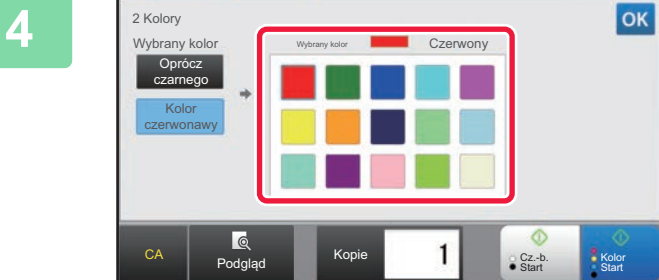 4
2 Kolory
OK
Wybrany kolor
Wybrany kolor
Czerwony
Oprócz
czarnego
Kolor
czerwonawy
CA
Podgląd
Kopie
1
Cz.-b.
Start
Kolor
Start